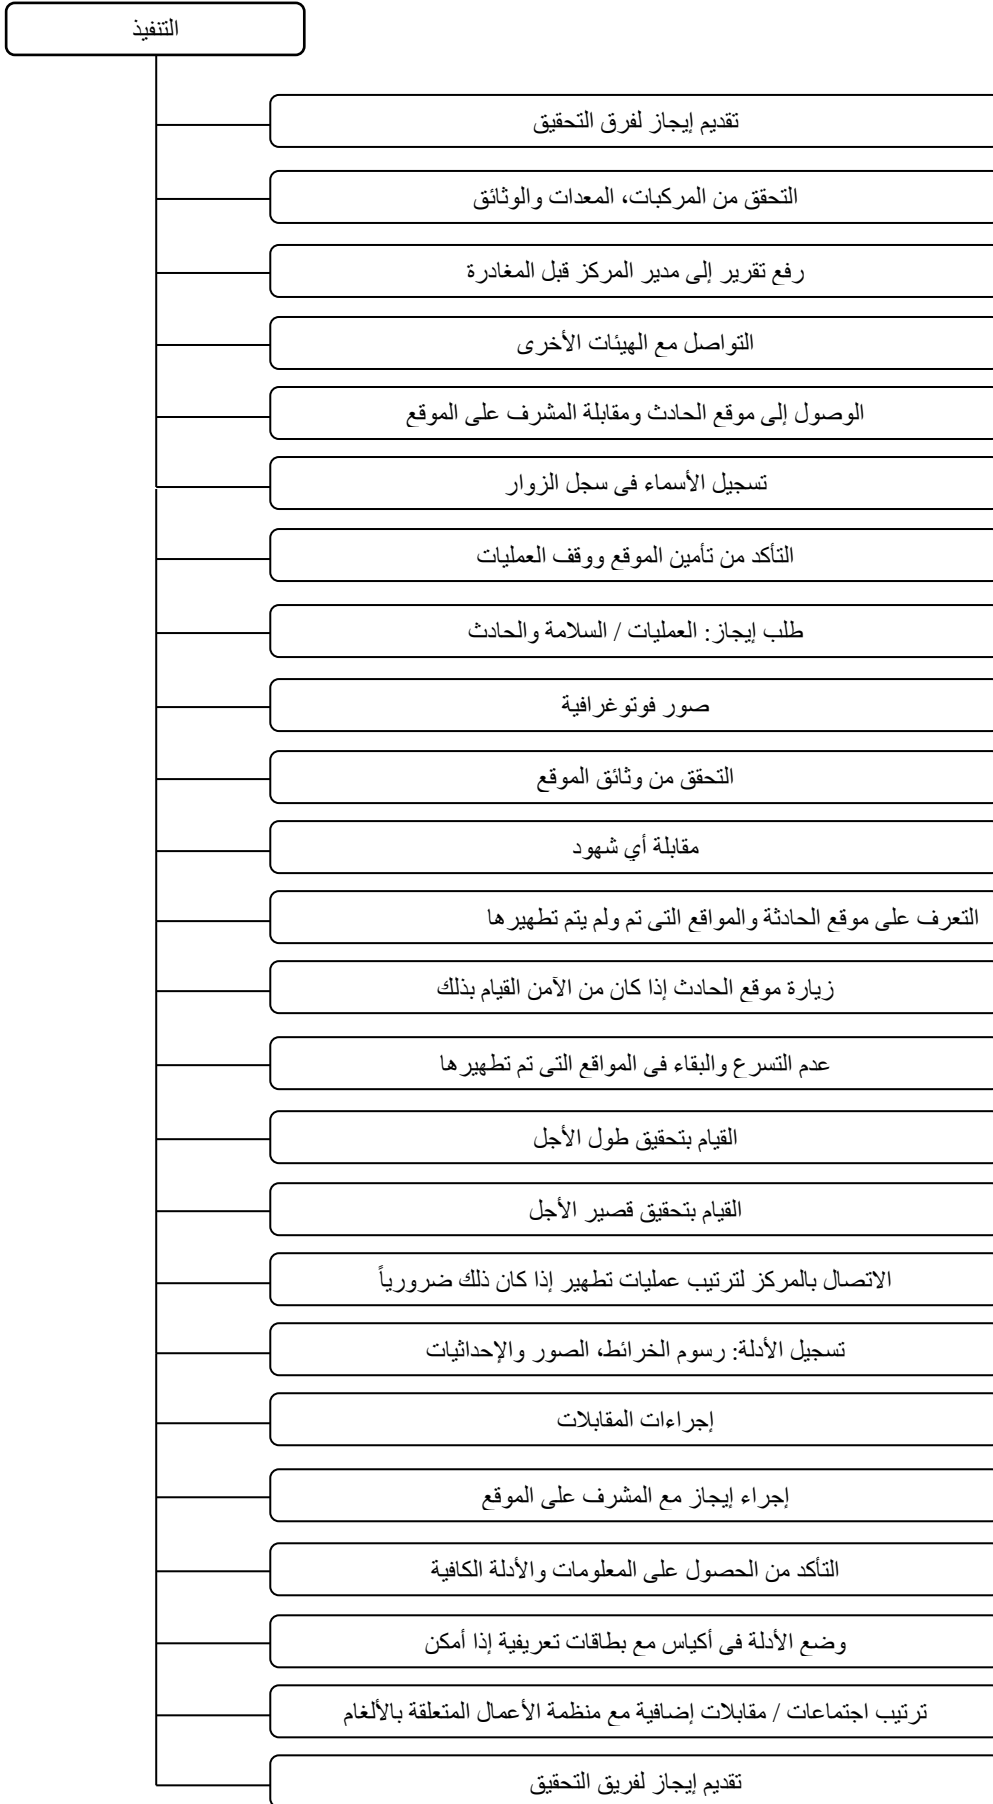 التنفيذ
تقديم إيجاز لفرق التحقيق
التحقق من المركبات، المعدات والوثائق
رفع تقرير إلى مدير المركز قبل المغادرة
التواصل مع الهيئات الأخرى
الوصول إلى موقع الحادث ومقابلة المشرف على الموقع
تسجيل الأسماء فى سجل الزوار
التأكد من تأمين الموقع ووقف العمليات
طلب إيجاز: العمليات / السلامة والحادث
صور فوتوغرافية
التحقق من وثائق الموقع
مقابلة أي شهود
التعرف على موقع الحادثة والمواقع التى تم ولم يتم تطهيرها
زيارة موقع الحادث إذا كان من الآمن القيام بذلك
عدم التسرع والبقاء فى المواقع التى تم تطهيرها
القيام بتحقيق طول الأجل
القيام بتحقيق قصير الأجل
الاتصال بالمركز لترتيب عمليات تطهير إذا كان ذلك ضرورياً
تسجيل الأدلة: رسوم الخرائط، الصور والإحداثيات
إجراءات المقابلات
إجراء إيجاز مع المشرف على الموقع
التأكد من الحصول على المعلومات والأدلة الكافية
وضع الأدلة فى أكياس مع بطاقات تعريفية إذا أمكن
ترتيب اجتماعات / مقابلات إضافية مع منظمة الأعمال المتعلقة بالألغام
تقديم إيجاز لفريق التحقيق